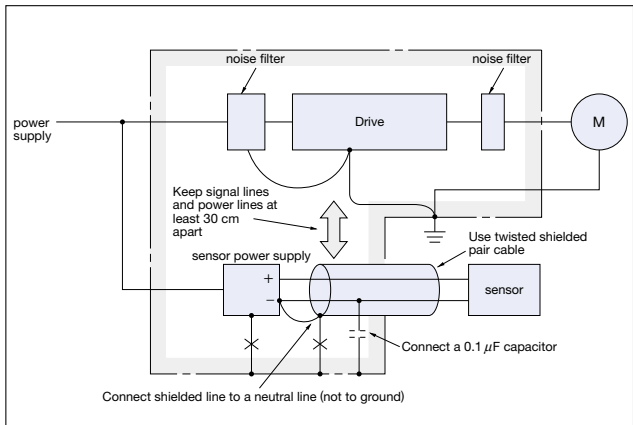 noise filter
noise filter
power
supply
Drive
M
Keep signal lines
and power lines at
least 30 cm
apart
Use twisted shielded
pair cable
sensor power supply
+
−
sensor
Connect a 0.1 μF capacitor
Connect shielded line to a neutral line (not to ground)